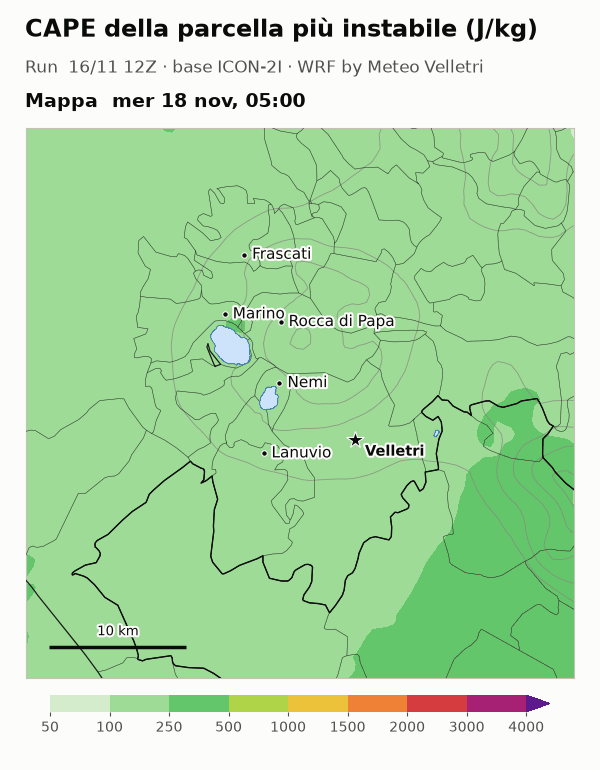 CAPE della parcella più instabile (J/kg)
Run  16/11 12Z · base ICON-2I · WRF by Meteo Velletri
Mappa  mer 18 nov, 05:00
Frascati
Marino
Rocca di Papa
Nemi
Velletri
Lanuvio
10 km
50 100 250 500 1000 1500 2000 3000 4000